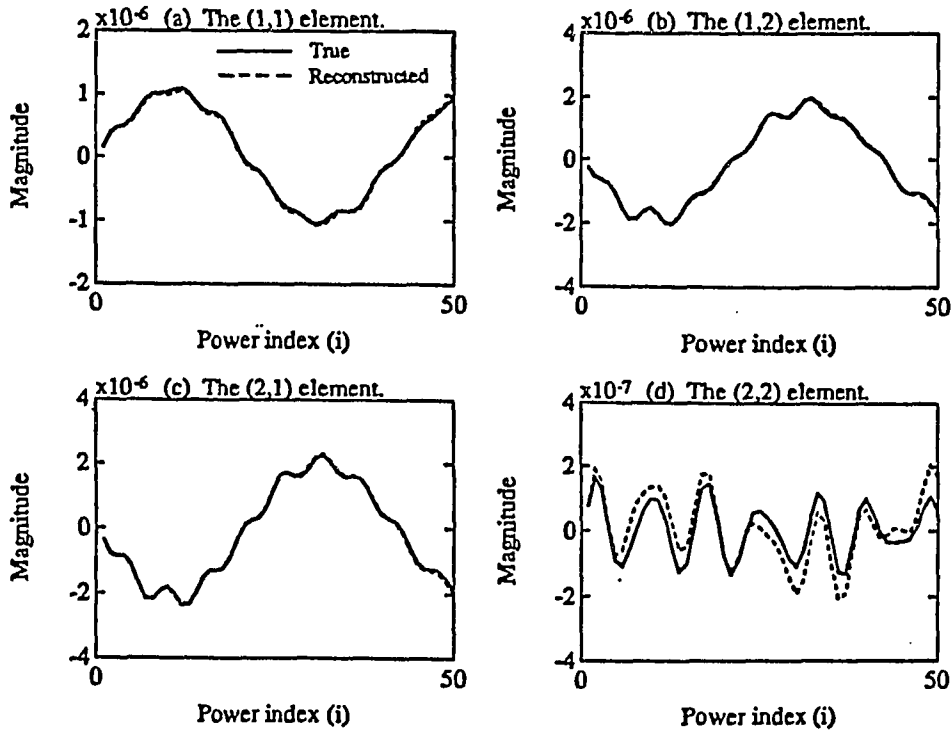 x10^-6 (a) The (1,1) element.
2
1
0
-1
-2
True
Reconstructed
Magnitude
0
50
Power index (i)
x10^-6 (b) The (1,2) element.
4
2
0
-2
-4
Magnitude
0
50
Power index (i)
x10^-6 (c) The (2,1) element.
4
2
0
-2
-4
Magnitude
0
50
Power index (i)
x10^-7 (d) The (2,2) element.
4
2
0
-2
-4
Magnitude
0
50
Power index (i)